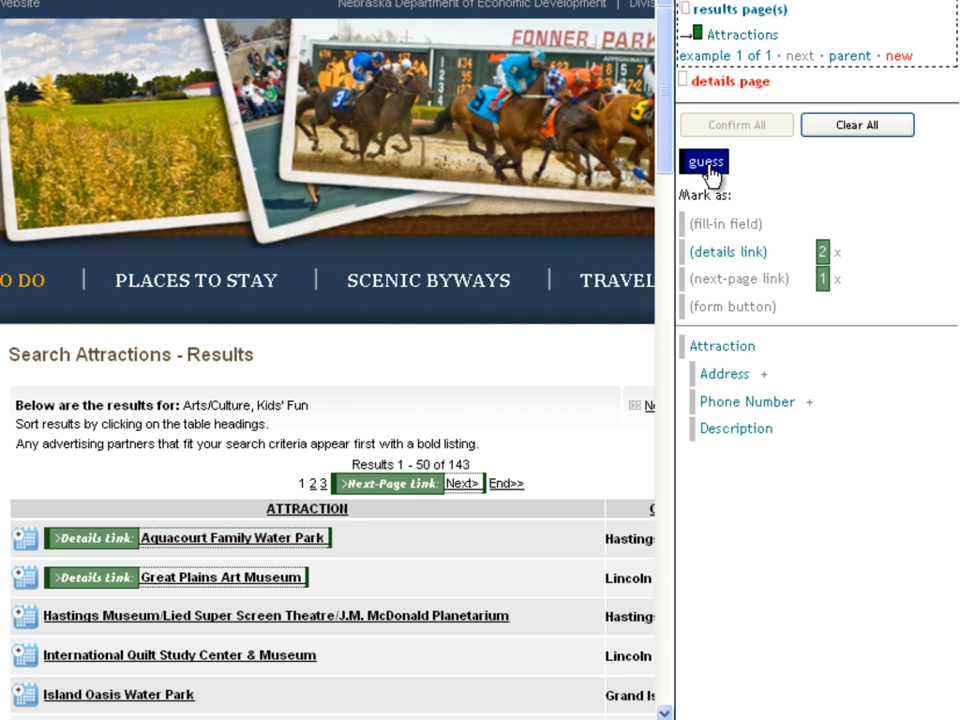 website
Nebraska Department of Economic Development | Divis
FONNER PARK
O DO | PLACES TO STAY | SCENIC BYWAYS | TRAVEL
Search Attractions - Results
Below are the results for: Arts/Culture, Kids' Fun
Sort results by clicking on the table headings.
Any advertising partners that fit your search criteria appear first with a bold listing.
Results 1 - 50 of 143
1 2 3 >Next-Page Link: Next> End>>
ATTRACTION
>Details Link: Aquacourt Family Water Park Hasting
>Details Link: Great Plains Art Museum Lincoln
Hastings Museum/Lied Super Screen Theatre/J.M. McDonald Planetarium Hasting
International Quilt Study Center & Museum Lincoln
Island Oasis Water Park Grand Is
results page(s)
Attractions
example 1 of 1 · next · parent · new
details page
Confirm All Clear All
guess
Mark as:
(fill-in field)
(details link) 2 x
(next-page link) 1 x
(form button)
Attraction
Address +
Phone Number +
Description